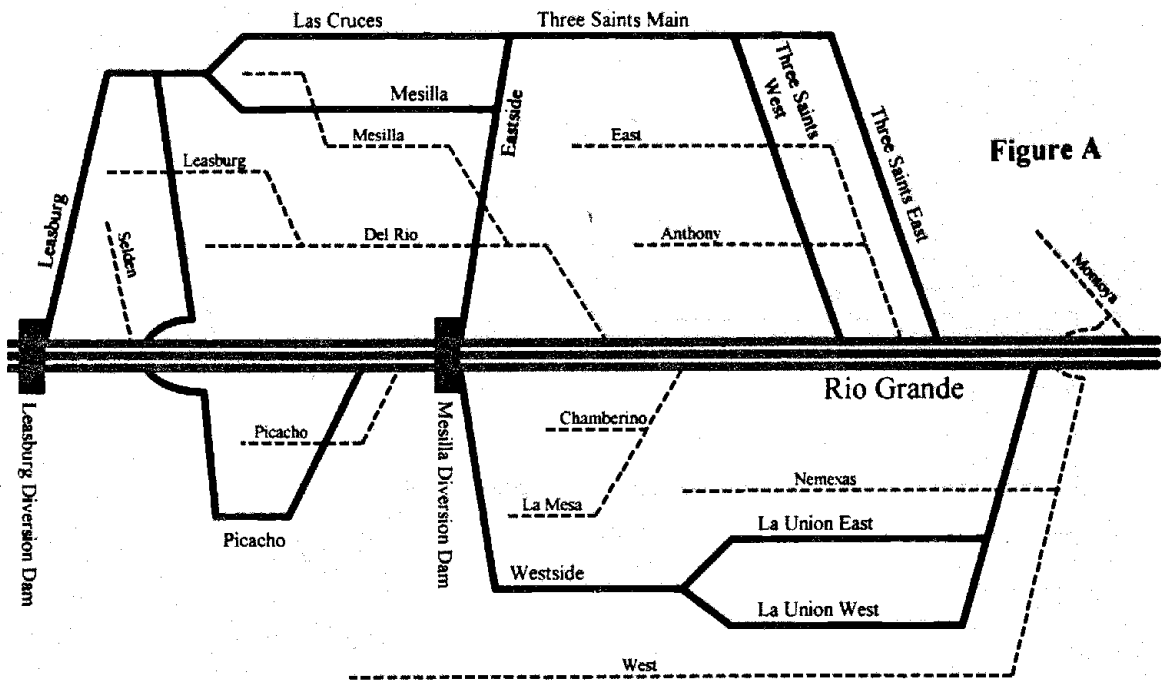 Las Cruces
Three Saints Main
Mesilla
Mesilla
Eastside
East
Three Saints
West
Three Saints East
Figure A
Leasburg
Leasburg
Selden
Del Rio
Anthony
Montoya
Rio Grande
Leasburg Diversion Dam
Picacho
Picacho
Mesilla Diversion Dam
Chamberino
La Mesa
Nemexas
La Union East
Westside
La Union West
West